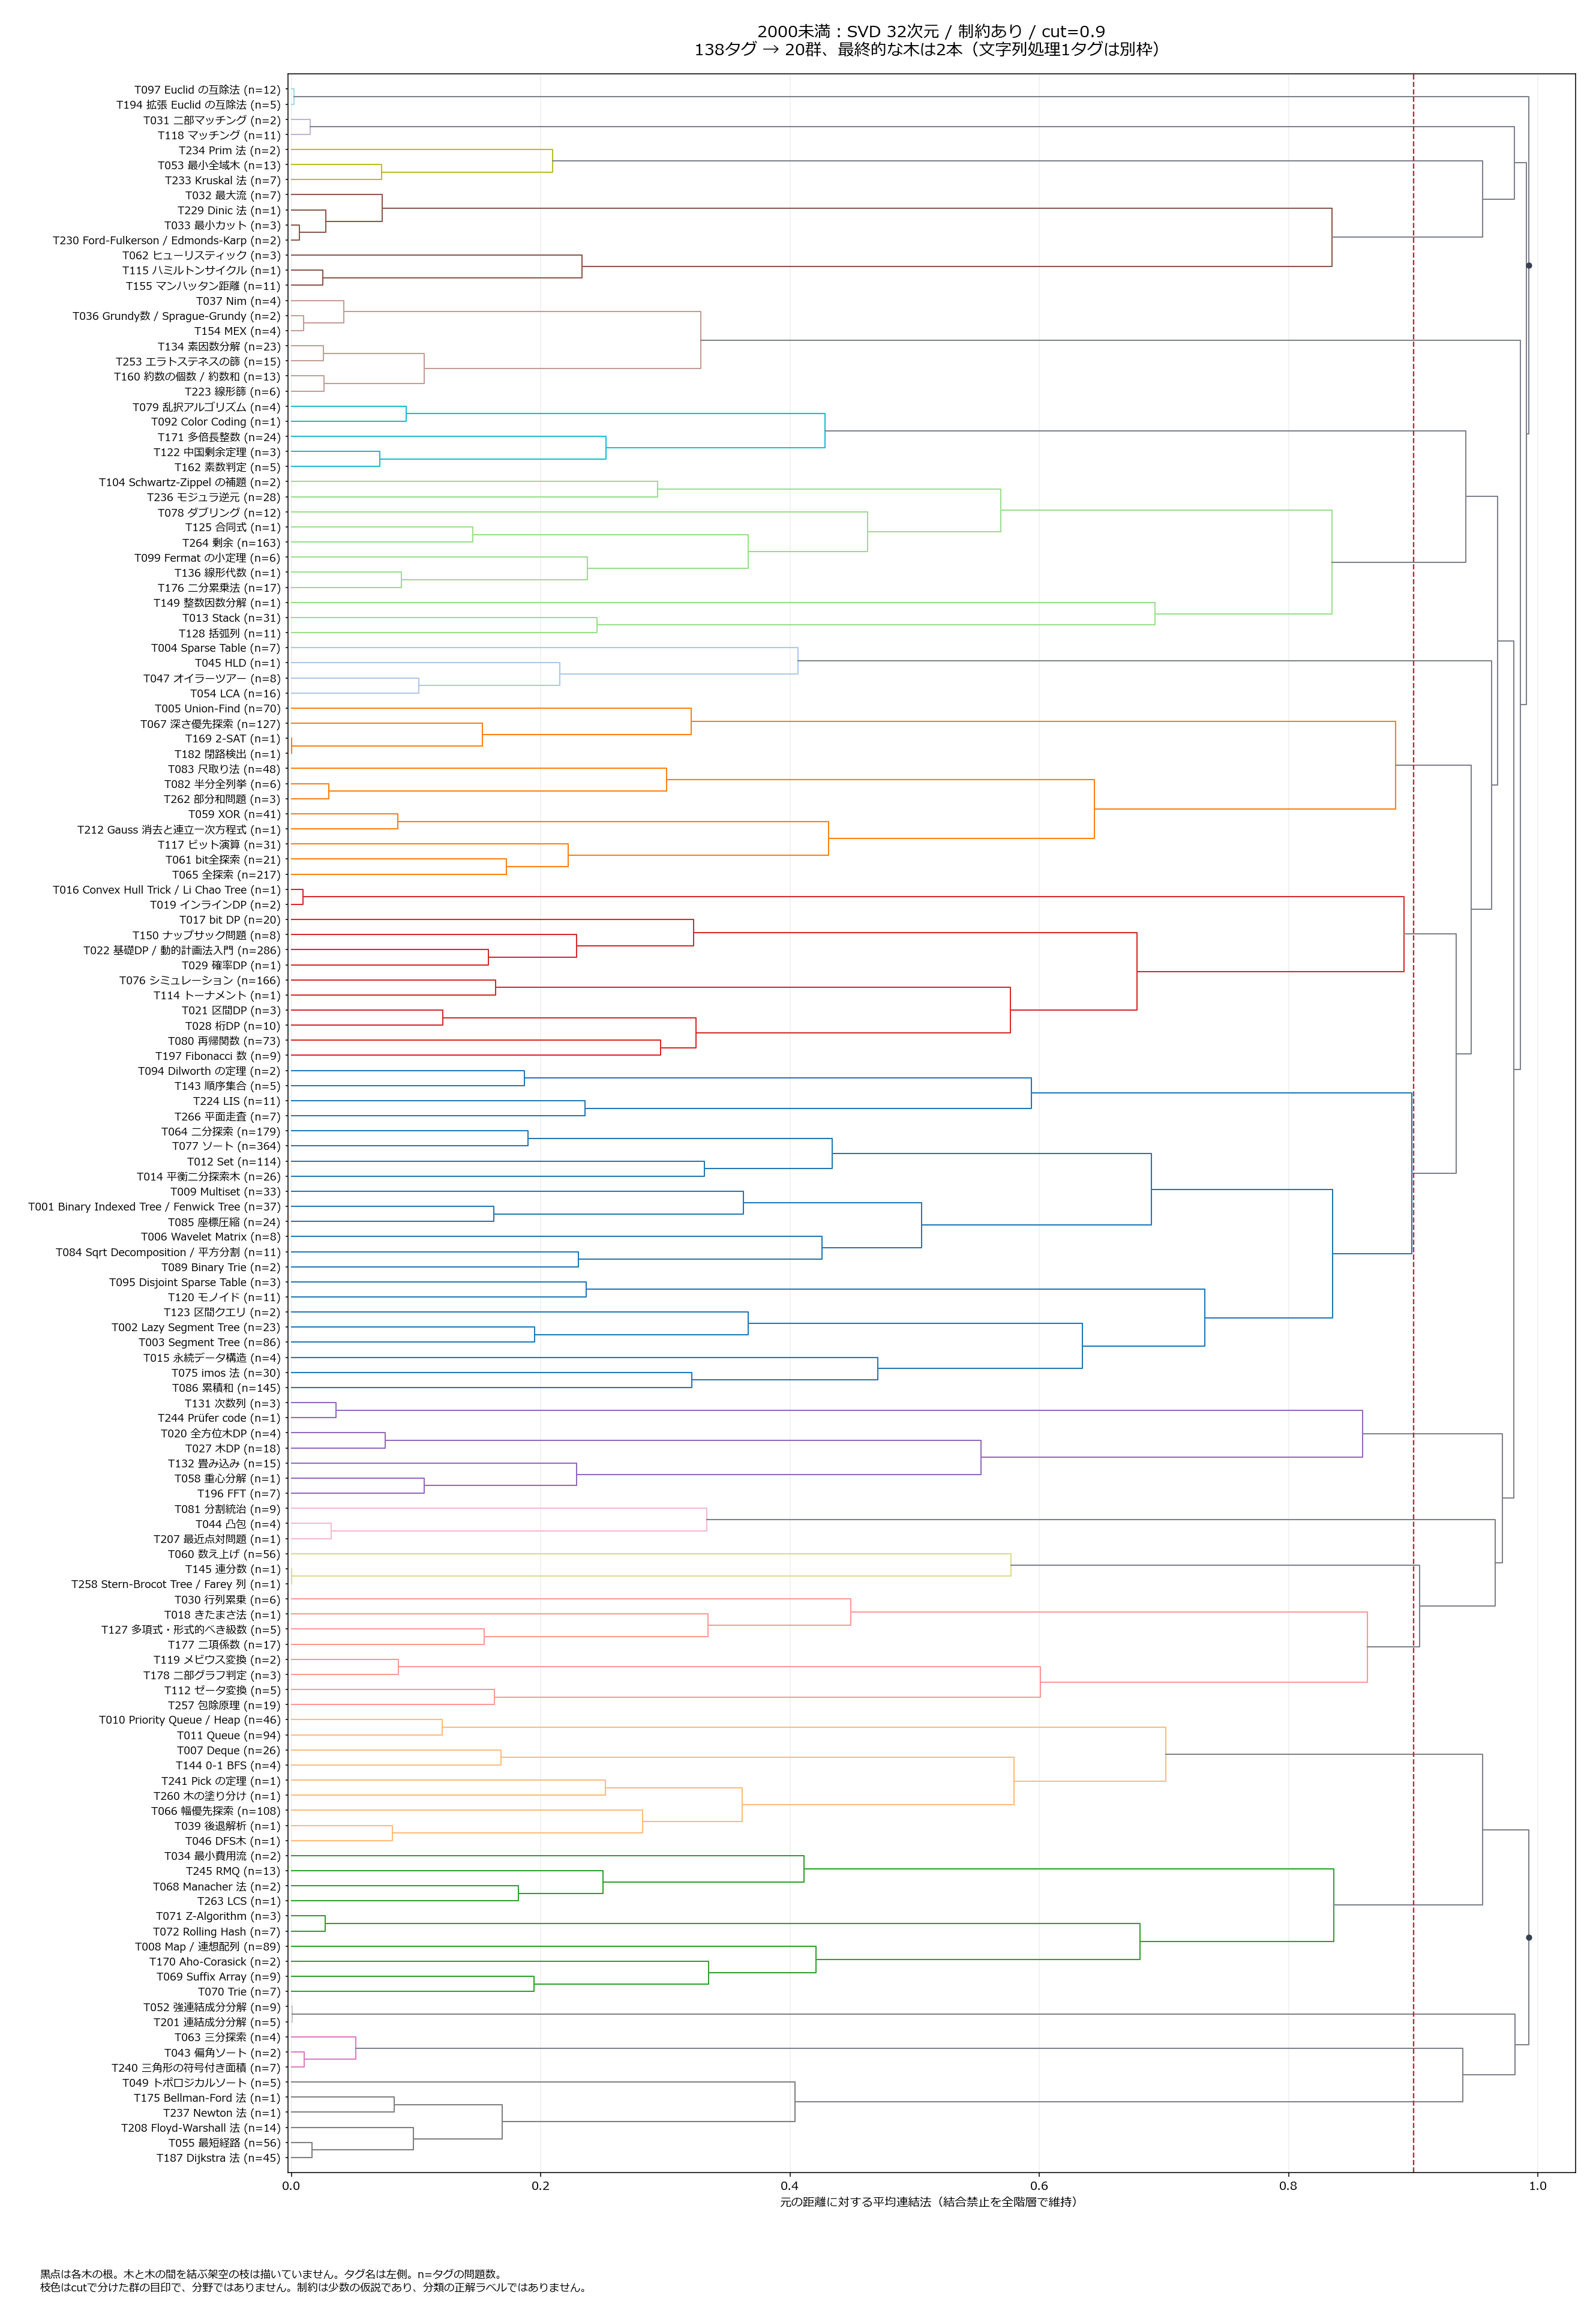 2000未満：SVD 32次元 / 制約あり / cut=0.9
138タグ → 20群、最終的な木は2本（文字列処理1タグは別枠）
T097 Euclid の互除法 (n=12)
T194 拡張 Euclid の互除法 (n=5)
T031 二部マッチング (n=2)
T118 マッチング (n=11)
T234 Prim 法 (n=2)
T053 最小全域木 (n=13)
T233 Kruskal 法 (n=7)
T032 最大流 (n=7)
T229 Dinic 法 (n=1)
T033 最小カット (n=3)
T230 Ford-Fulkerson / Edmonds-Karp (n=2)
T062 ヒューリスティック (n=3)
T115 ハミルトンサイクル (n=1)
T155 マンハッタン距離 (n=11)
T037 Nim (n=4)
T036 Grundy数 / Sprague-Grundy (n=2)
T154 MEX (n=4)
T134 素因数分解 (n=23)
T253 エラトステネスの篩 (n=15)
T160 約数の個数 / 約数和 (n=13)
T223 線形篩 (n=6)
T079 乱択アルゴリズム (n=4)
T092 Color Coding (n=1)
T171 多倍長整数 (n=24)
T122 中国剰余定理 (n=3)
T162 素数判定 (n=5)
T104 Schwartz-Zippel の補題 (n=2)
T236 モジュラ逆元 (n=28)
T078 ダブリング (n=12)
T125 合同式 (n=1)
T264 剰余 (n=163)
T099 Fermat の小定理 (n=6)
T136 線形代数 (n=1)
T176 二分累乗法 (n=17)
T149 整数因数分解 (n=1)
T013 Stack (n=31)
T128 括弧列 (n=11)
T004 Sparse Table (n=7)
T045 HLD (n=1)
T047 オイラーツアー (n=8)
T054 LCA (n=16)
T005 Union-Find (n=70)
T067 深さ優先探索 (n=127)
T169 2-SAT (n=1)
T182 閉路検出 (n=1)
T083 尺取り法 (n=48)
T082 半分全列挙 (n=6)
T262 部分和問題 (n=3)
T059 XOR (n=41)
T212 Gauss 消去と連立一次方程式 (n=1)
T117 ビット演算 (n=31)
T061 bit全探索 (n=21)
T065 全探索 (n=217)
T016 Convex Hull Trick / Li Chao Tree (n=1)
T019 インラインDP (n=2)
T017 bit DP (n=20)
T150 ナップサック問題 (n=8)
T022 基礎DP / 動的計画法入門 (n=286)
T029 確率DP (n=1)
T076 シミュレーション (n=166)
T114 トーナメント (n=1)
T021 区間DP (n=3)
T028 桁DP (n=10)
T080 再帰関数 (n=73)
T197 Fibonacci 数 (n=9)
T094 Dilworth の定理 (n=2)
T143 順序集合 (n=5)
T224 LIS (n=11)
T266 平面走査 (n=7)
T064 二分探索 (n=179)
T077 ソート (n=364)
T012 Set (n=114)
T014 平衡二分探索木 (n=26)
T009 Multiset (n=33)
T001 Binary Indexed Tree / Fenwick Tree (n=37)
T085 座標圧縮 (n=24)
T006 Wavelet Matrix (n=8)
T084 Sqrt Decomposition / 平方分割 (n=11)
T089 Binary Trie (n=2)
T095 Disjoint Sparse Table (n=3)
T120 モノイド (n=11)
T123 区間クエリ (n=2)
T002 Lazy Segment Tree (n=23)
T003 Segment Tree (n=86)
T015 永続データ構造 (n=4)
T075 imos 法 (n=30)
T086 累積和 (n=145)
T131 次数列 (n=3)
T244 Prüfer code (n=1)
T020 全方位木DP (n=4)
T027 木DP (n=18)
T132 畳み込み (n=15)
T058 重心分解 (n=1)
T196 FFT (n=7)
T081 分割統治 (n=9)
T044 凸包 (n=4)
T207 最近点対問題 (n=1)
T060 数え上げ (n=56)
T145 連分数 (n=1)
T258 Stern-Brocot Tree / Farey 列 (n=1)
T030 行列累乗 (n=6)
T018 きたまさ法 (n=1)
T127 多項式・形式的べき級数 (n=5)
T177 二項係数 (n=17)
T119 メビウス変換 (n=2)
T178 二部グラフ判定 (n=3)
T112 ゼータ変換 (n=5)
T257 包除原理 (n=19)
T010 Priority Queue / Heap (n=46)
T011 Queue (n=94)
T007 Deque (n=26)
T144 0-1 BFS (n=4)
T241 Pick の定理 (n=1)
T260 木の塗り分け (n=1)
T066 幅優先探索 (n=108)
T039 後退解析 (n=1)
T046 DFS木 (n=1)
T034 最小費用流 (n=2)
T245 RMQ (n=13)
T068 Manacher 法 (n=2)
T263 LCS (n=1)
T071 Z-Algorithm (n=3)
T072 Rolling Hash (n=7)
T008 Map / 連想配列 (n=89)
T170 Aho-Corasick (n=2)
T069 Suffix Array (n=9)
T070 Trie (n=7)
T052 強連結成分分解 (n=9)
T201 連結成分分解 (n=5)
T063 三分探索 (n=4)
T043 偏角ソート (n=2)
T240 三角形の符号付き面積 (n=7)
T049 トポロジカルソート (n=5)
T175 Bellman-Ford 法 (n=1)
T237 Newton 法 (n=1)
T208 Floyd-Warshall 法 (n=14)
T055 最短経路 (n=56)
T187 Dijkstra 法 (n=45)
0.0 0.2 0.4 0.6 0.8 1.0
元の距離に対する平均連結法（結合禁止を全階層で維持）
黒点は各木の根。木と木の間を結ぶ架空の枝は描いていません。タグ名は左側。n=タグの問題数。
枝色はcutで分けた群の目印で、分野ではありません。制約は少数の仮説であり、分類の正解ラベルではありません。